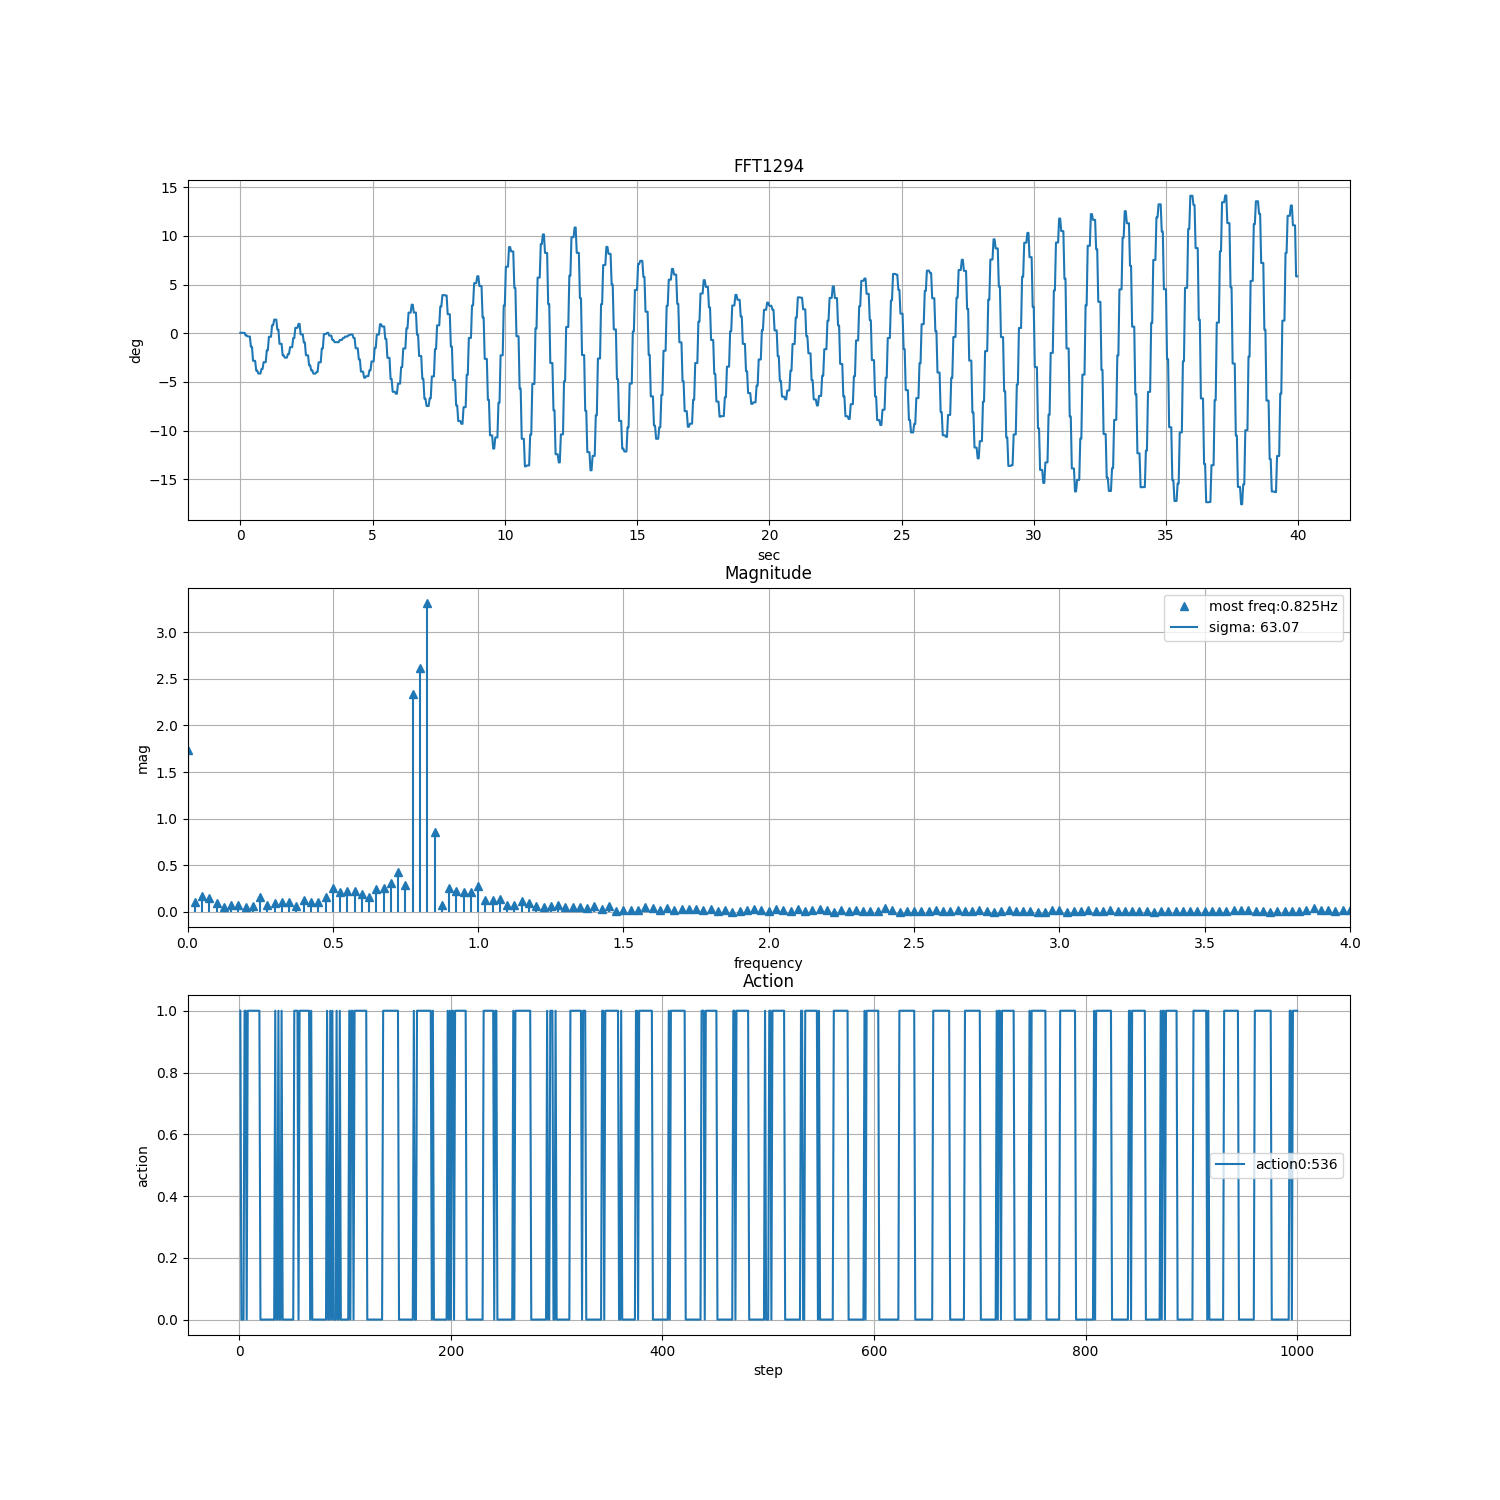 FFT1294
15
10
5
0
−5
−10
−15
deg
0 5 10 15 20 25 30 35 40
sec
Magnitude
most freq:0.825Hz
sigma: 63.07
3.0
2.5
2.0
1.5
1.0
0.5
0.0
mag
0.0 0.5 1.0 1.5 2.0 2.5 3.0 3.5 4.0
frequency
Action
1.0
0.8
0.6
0.4
0.2
0.0
action
action0:536
0 200 400 600 800 1000
step